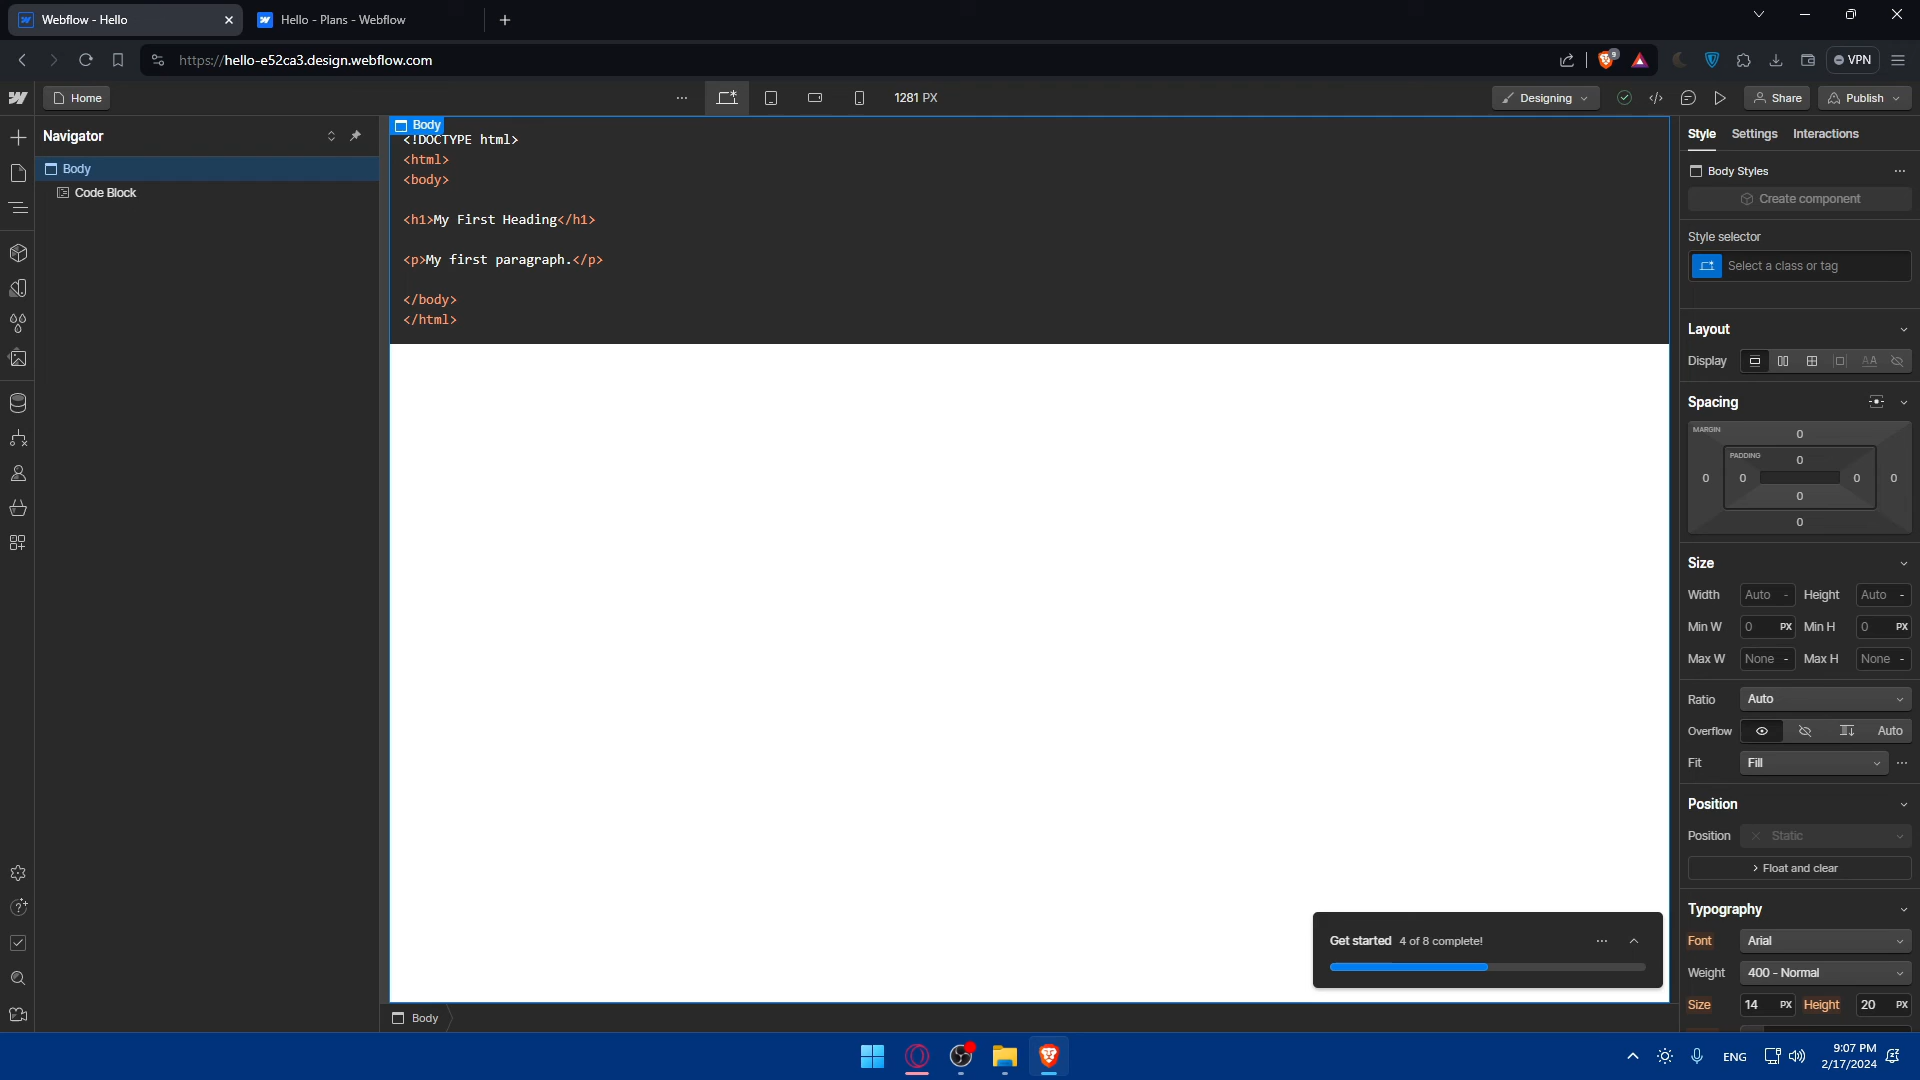 Webflow - Hello
Hello - Plans - Webflow
https://hello-e52ca3.design.webflow.com
9
VPN
Home
1281 PX
Designing
Share
Publish
Navigator
Body
Code Block
Body
<!DOCTYPE html>
<html>
<body>
<h1>My First Heading</h1>
<p>My first paragraph.</p>
</body>
</html>
Style
Settings
Interactions
Body Styles
Create component
Style selector
Select a class or tag
Layout
Display
Spacing
MARGIN
0
PADDING
0
0
0
0
0
0
0
Size
Width Auto - Height Auto -
Min W 0 PX Min H 0 PX
Max W None - Max H None -
Ratio Auto
Overflow Auto
Fit Fill
Position
Position Static
Float and clear
Typography
Font Arial
Weight 400 - Normal
Size 14 PX Height 20 PX
Get started 4 of 8 complete!
Body
ENG
9:07 PM
2/17/2024